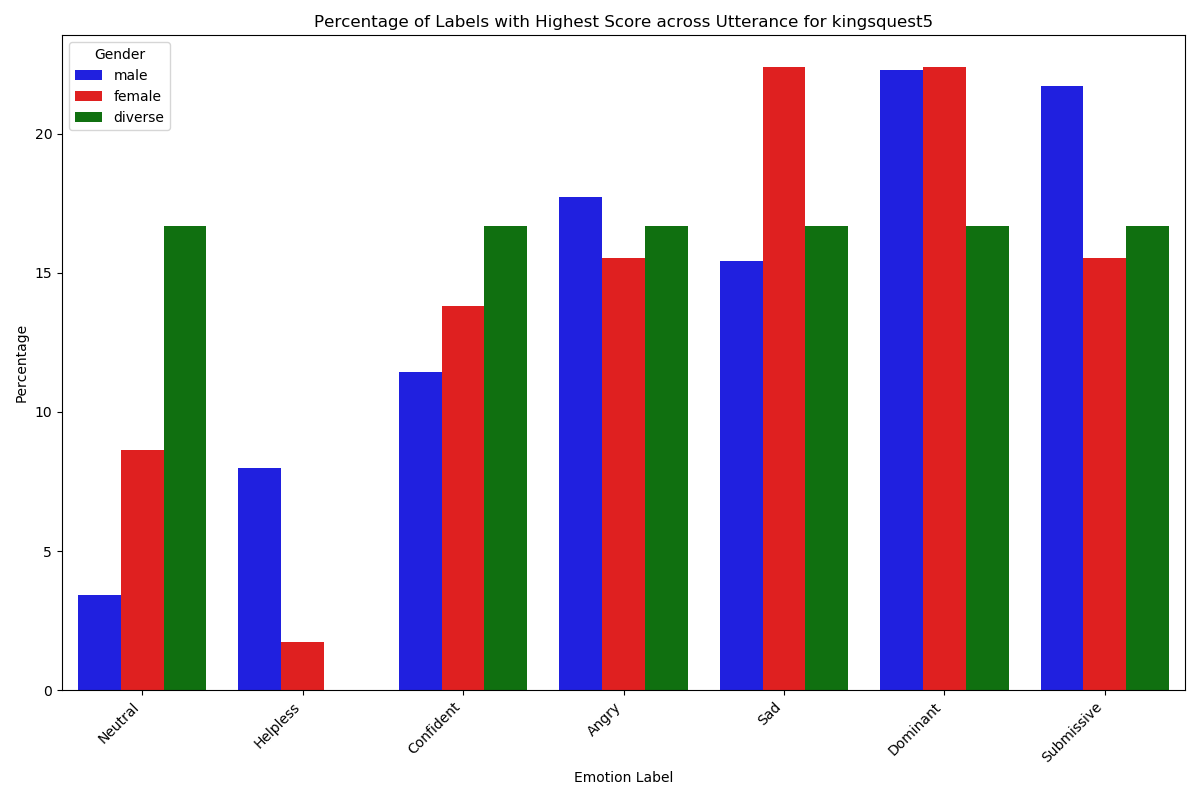 Percentage of Labels with Highest Score across Utterance for kingsquest5
Gender
male
female
diverse
Percentage
20
15
10
5
0
Neutral
Helpless
Confident
Angry
Sad
Dominant
Submissive
Emotion Label